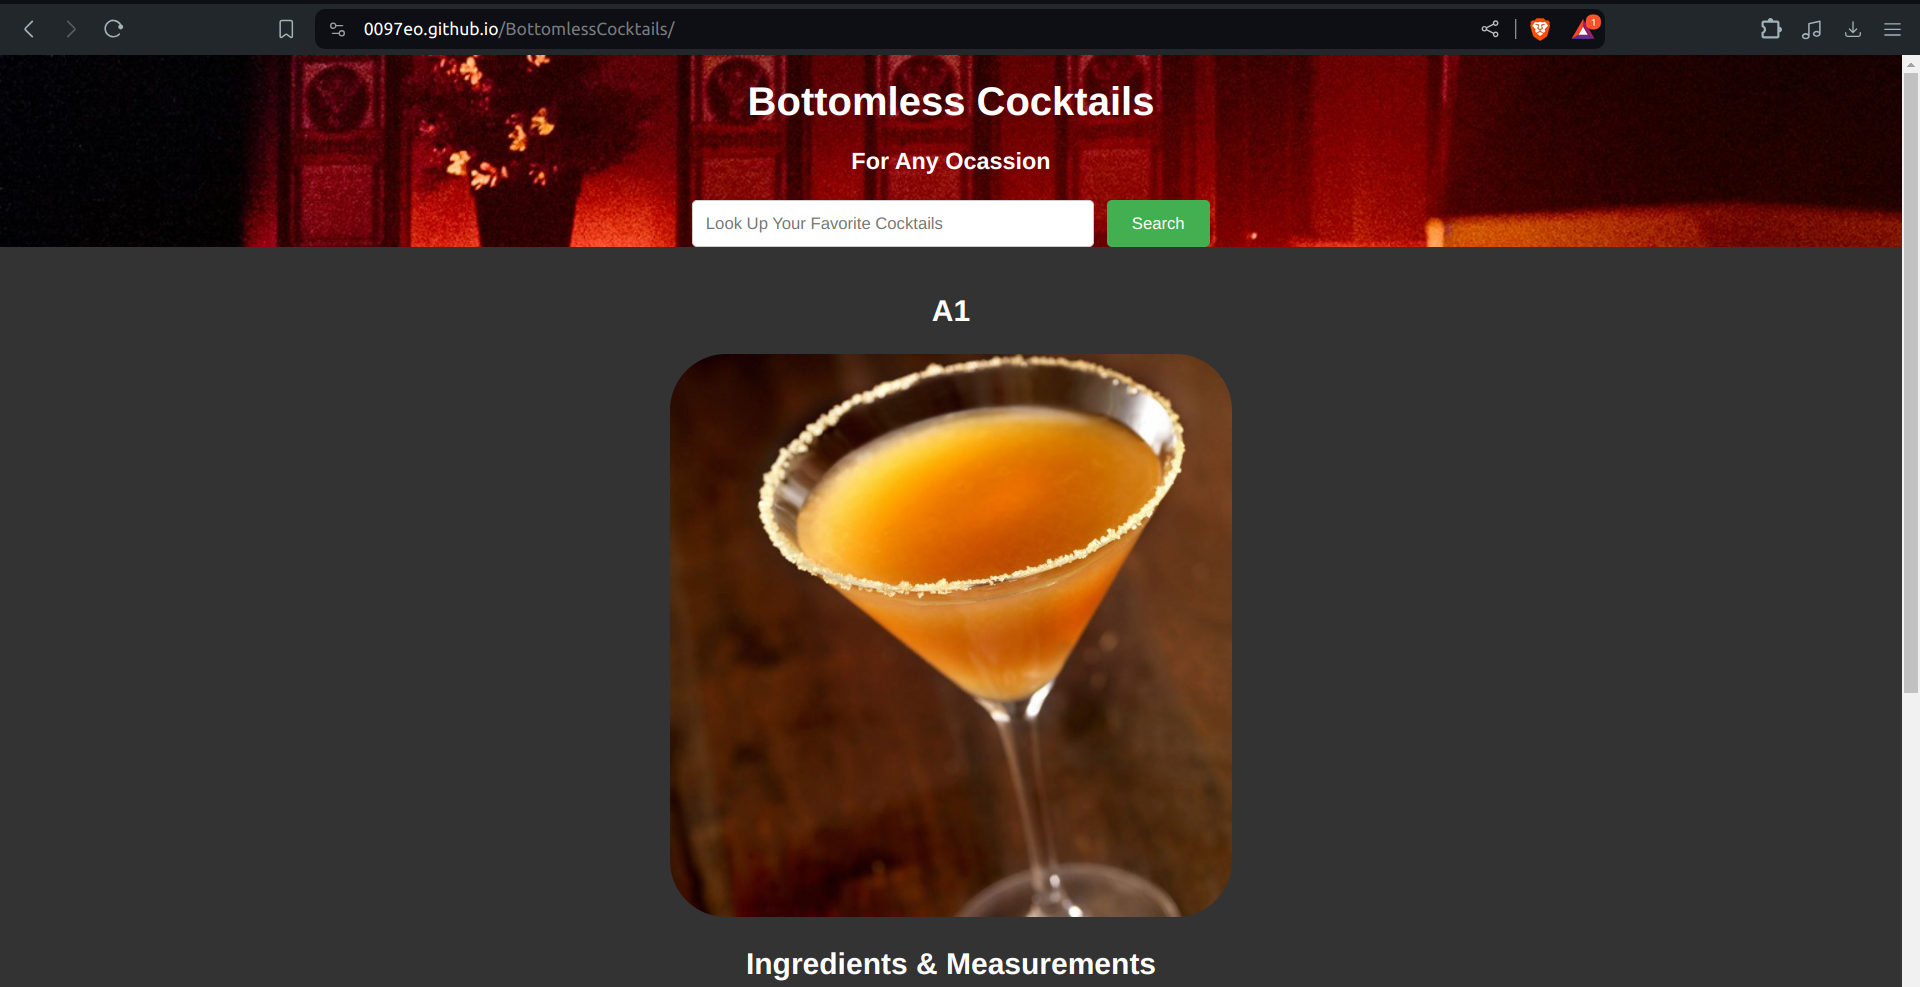 0097eo.github.io/BottomlessCocktails/
1
Bottomless Cocktails
For Any Ocassion
Look Up Your Favorite Cocktails
Search
A1
Ingredients & Measurements